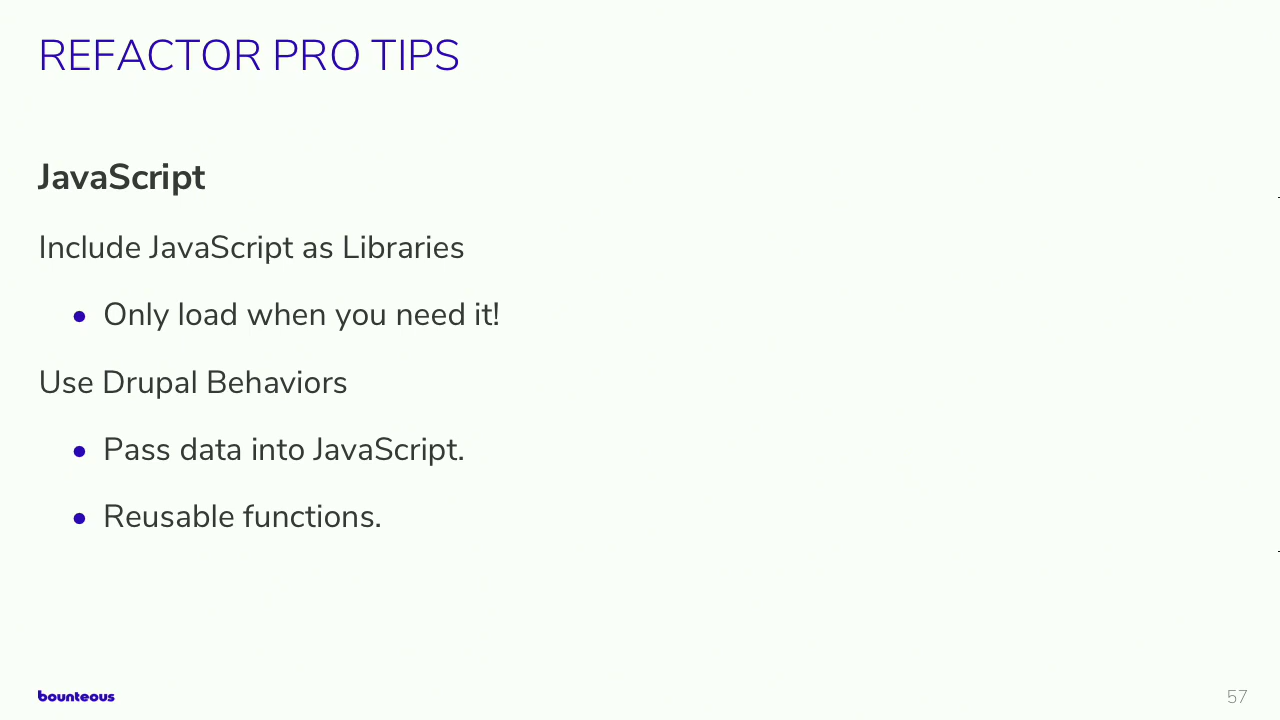 REFACTOR PRO TIPS
JavaScript
Include JavaScript as Libraries
• Only load when you need it!
Use Drupal Behaviors
• Pass data into JavaScript.
• Reusable functions.
bounteous
57